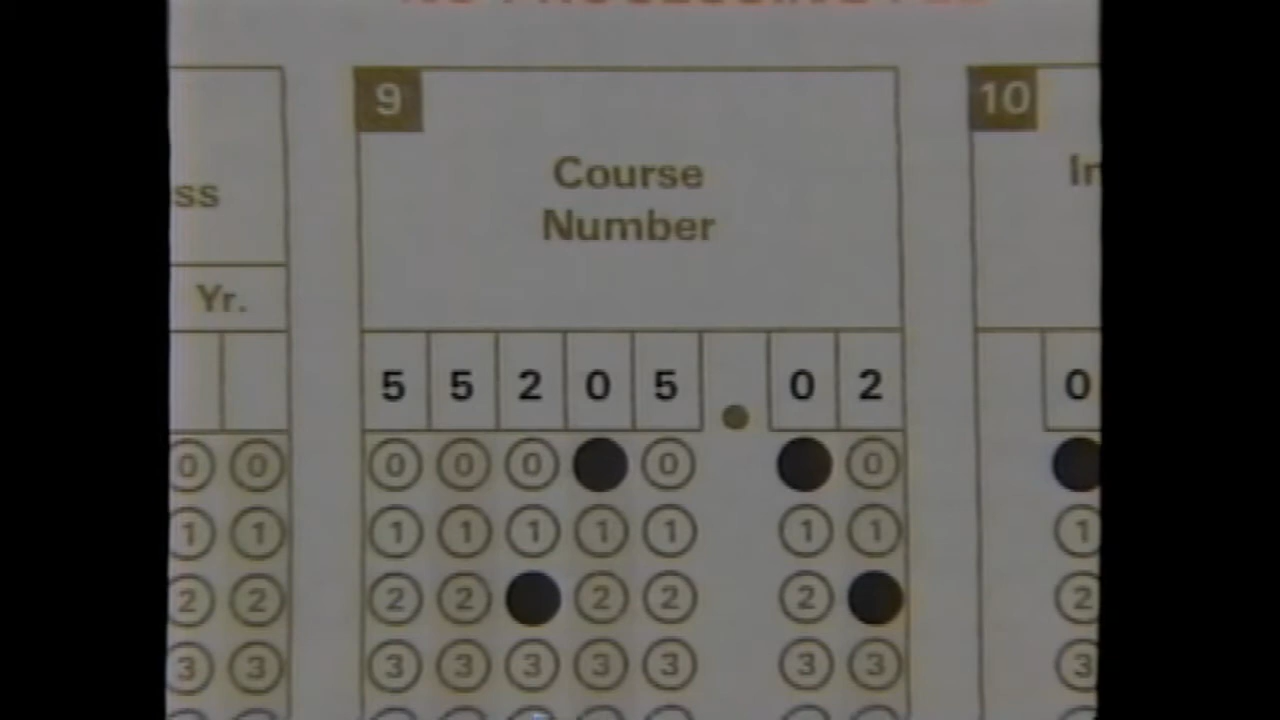 9
10
Course
Number
ss
Yr.
5 5 2 0 5 . 0 2
0
0 0 0 0 0 0 0
1 1 1 1 1 1 1 1 1 1
2 2 2 2 2 2 2 2
3 3 3 3 3 3 3 3 3 3